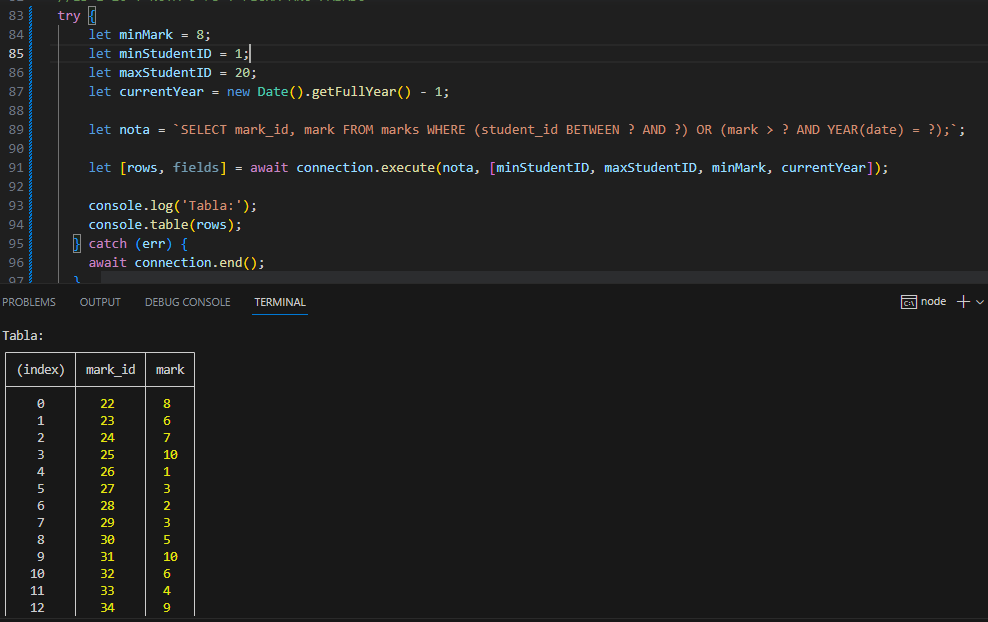 83 try {
84 let minMark = 8;
85 let minStudentID = 1;
86 let maxStudentID = 20;
87 let currentYear = new Date().getFullYear() - 1;
88
89 let nota = `SELECT mark_id, mark FROM marks WHERE (student_id BETWEEN ? AND ?) OR (mark > ? AND YEAR(date) = ?);`;
90
91 let [rows, fields] = await connection.execute(nota, [minStudentID, maxStudentID, minMark, currentYear]);
92
93 console.log('Tabla:');
94 console.table(rows);
95 } catch (err) {
96 await connection.end();
97 }
PROBLEMS OUTPUT DEBUG CONSOLE TERMINAL node
Tabla:
(index) mark_id mark
0 22 8
1 23 6
2 24 7
3 25 10
4 26 1
5 27 3
6 28 2
7 29 3
8 30 5
9 31 10
10 32 6
11 33 4
12 34 9